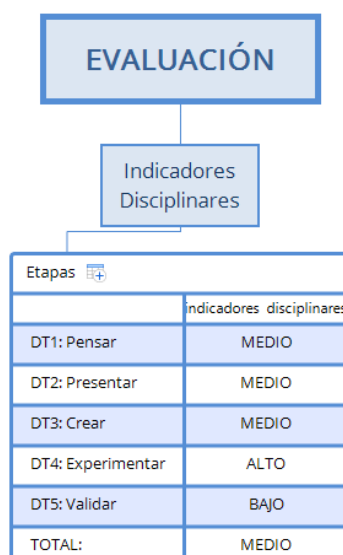 EVALUACIÓN
Indicadores
Disciplinares
Etapas
indicadores disciplinares
DT1: Pensar MEDIO
DT2: Presentar MEDIO
DT3: Crear MEDIO
DT4: Experimentar ALTO
DT5: Validar BAJO
TOTAL: MEDIO